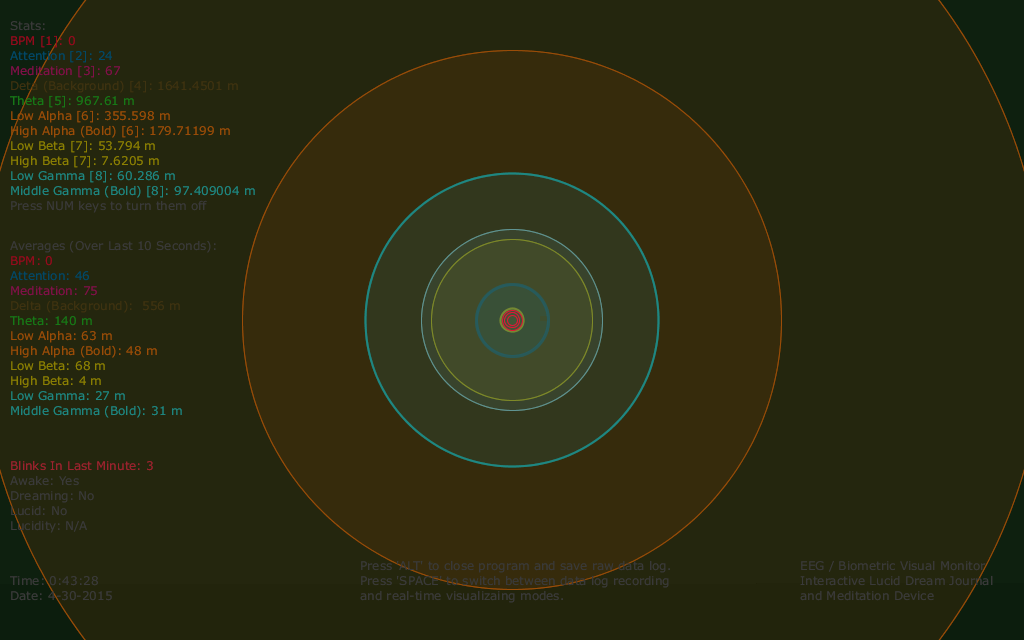 Stats:
BPM [1]: 0
Attention [2]: 24
Meditation [3]: 67
Delta (Background) [4]: 1641.4501 m
Theta [5]: 967.61 m
Low Alpha [6]: 355.598 m
High Alpha (Bold) [6]: 179.71199 m
Low Beta [7]: 53.794 m
High Beta [7]: 7.6205 m
Low Gamma [8]: 60.286 m
Middle Gamma (Bold) [8]: 97.409004 m
Press NUM keys to turn them off
Averages (Over Last 10 Seconds):
BPM: 0
Attention: 46
Meditation: 75
Delta (Background): 556 m
Theta: 140 m
Low Alpha: 63 m
High Alpha (Bold): 48 m
Low Beta: 68 m
High Beta: 4 m
Low Gamma: 27 m
Middle Gamma (Bold): 31 m
Blinks In Last Minute: 3
Awake: Yes
Dreaming: No
Lucid: No
Lucidity: N/A
Time: 0:43:28
Date: 4-30-2015
Press 'ALT' to close program and save raw data log.
Press 'SPACE' to switch between data log recording
and real-time visualizaing modes.
EEG / Biometric Visual Monitor
Interactive Lucid Dream Journal
and Meditation Device